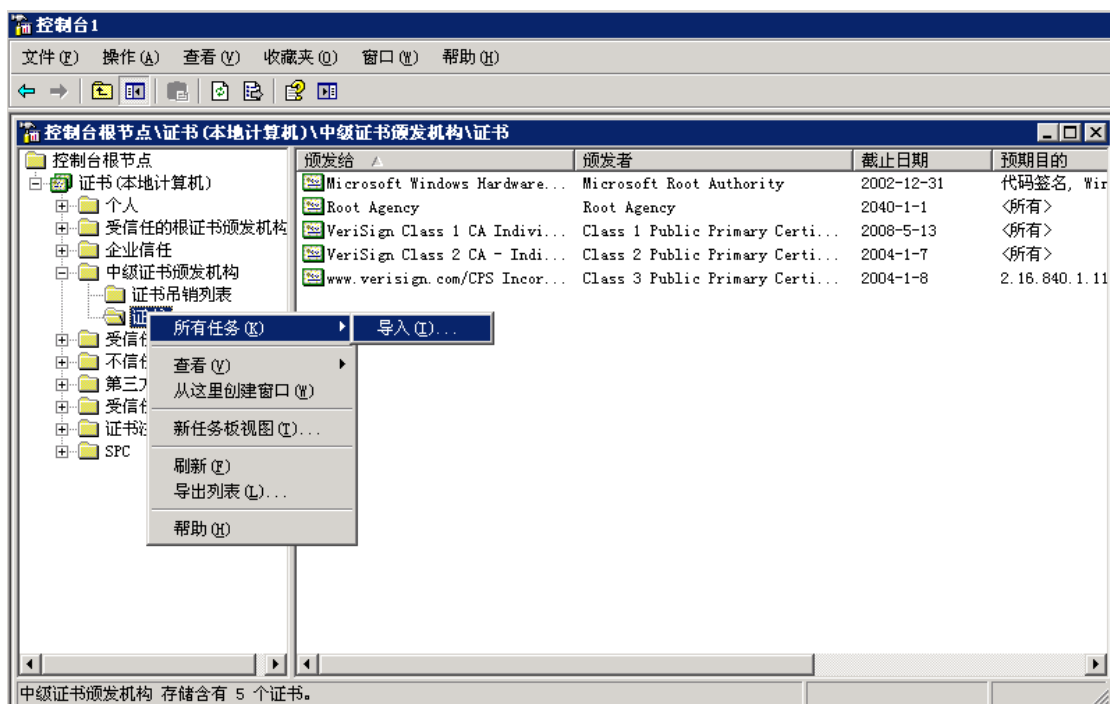 控制台1
文件(F) 操作(A) 查看(V) 收藏夹(O) 窗口(W) 帮助(H)
控制台根节点\证书(本地计算机)\中级证书颁发机构\证书
控制台根节点
证书(本地计算机)
个人
受信任的根证书颁发机构
企业信任
中级证书颁发机构
证书吊销列表
受信
不信
第三
受信
证书
SPC
颁发给 颁发者 截止日期 预期目的
Microsoft Windows Hardware... Microsoft Root Authority 2002-12-31 代码签名, Wir
Root Agency Root Agency 2040-1-1 <所有>
VeriSign Class 1 CA Indivi... Class 1 Public Primary Certi... 2008-5-13 <所有>
VeriSign Class 2 CA - Indi... Class 2 Public Primary Certi... 2004-1-7 <所有>
www.verisign.com/CPS Incor... Class 3 Public Primary Certi... 2004-1-8 2.16.840.1.11
所有任务(K) 导入(I)...
查看(V)
从这里创建窗口(W)
新任务板视图(T)...
刷新(F)
导出列表(L)...
帮助(H)
中级证书颁发机构 存储含有 5 个证书。